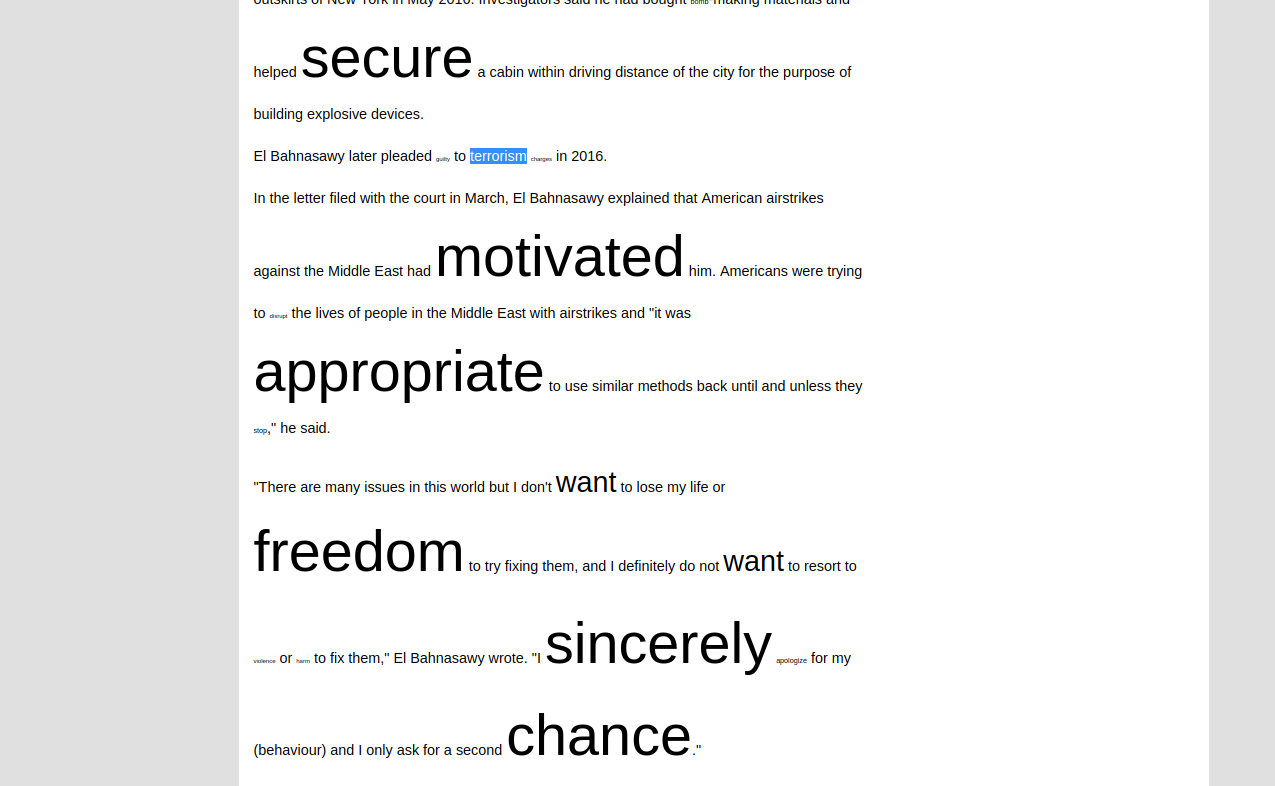 outskirts of New York in May 2016. Investigators said he had bought bomb-making materials and
helped secure a cabin within driving distance of the city for the purpose of
building explosive devices.
El Bahnasawy later pleaded guilty to terrorism charges in 2016.
In the letter filed with the court in March, El Bahnasawy explained that American airstrikes
against the Middle East had motivated him. Americans were trying
to disrupt the lives of people in the Middle East with airstrikes and "it was
appropriate to use similar methods back until and unless they
stop," he said.
"There are many issues in this world but I don't want to lose my life or
freedom to try fixing them, and I definitely do not want to resort to
violence or harm to fix them," El Bahnasawy wrote. "I sincerely apologize for my
(behaviour) and I only ask for a second chance."